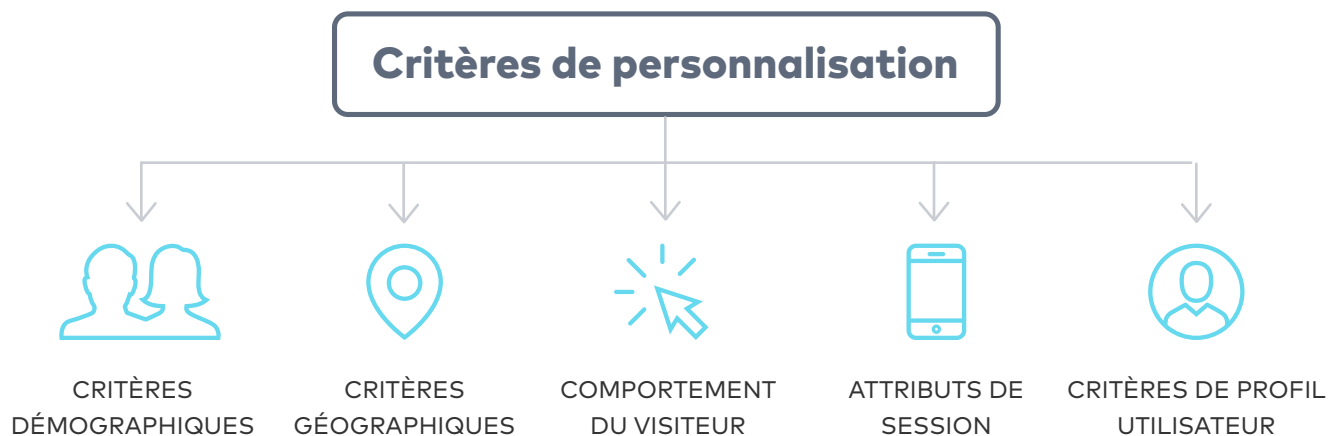 Critères de personnalisation
CRITÈRES
DÉMOGRAPHIQUES
CRITÈRES
GÉOGRAPHIQUES
COMPORTEMENT
DU VISITEUR
ATTRIBUTS DE
SESSION
CRITÈRES DE PROFIL
UTILISATEUR